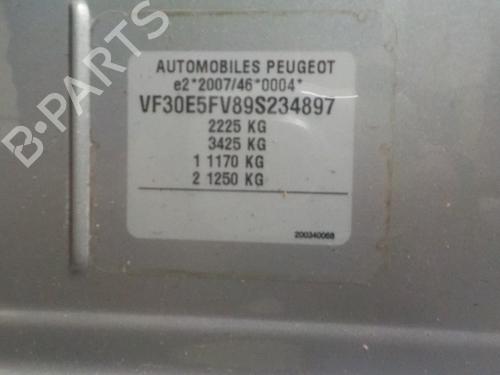 AUTOMOBILES PEUGEOT
e2*2007/46*0004*
VF30E5FV89S234897
2225 KG
3425 KG
1 1170 KG
2 1250 KG
200340068
B-PARTS